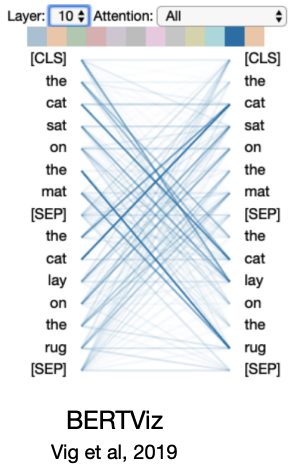 Layer: 10 Attention: All
[CLS] [CLS]
the the
cat cat
sat sat
on on
the the
mat mat
[SEP] [SEP]
the the
cat cat
lay lay
on on
the the
rug rug
[SEP] [SEP]
BERTViz
Vig et al, 2019